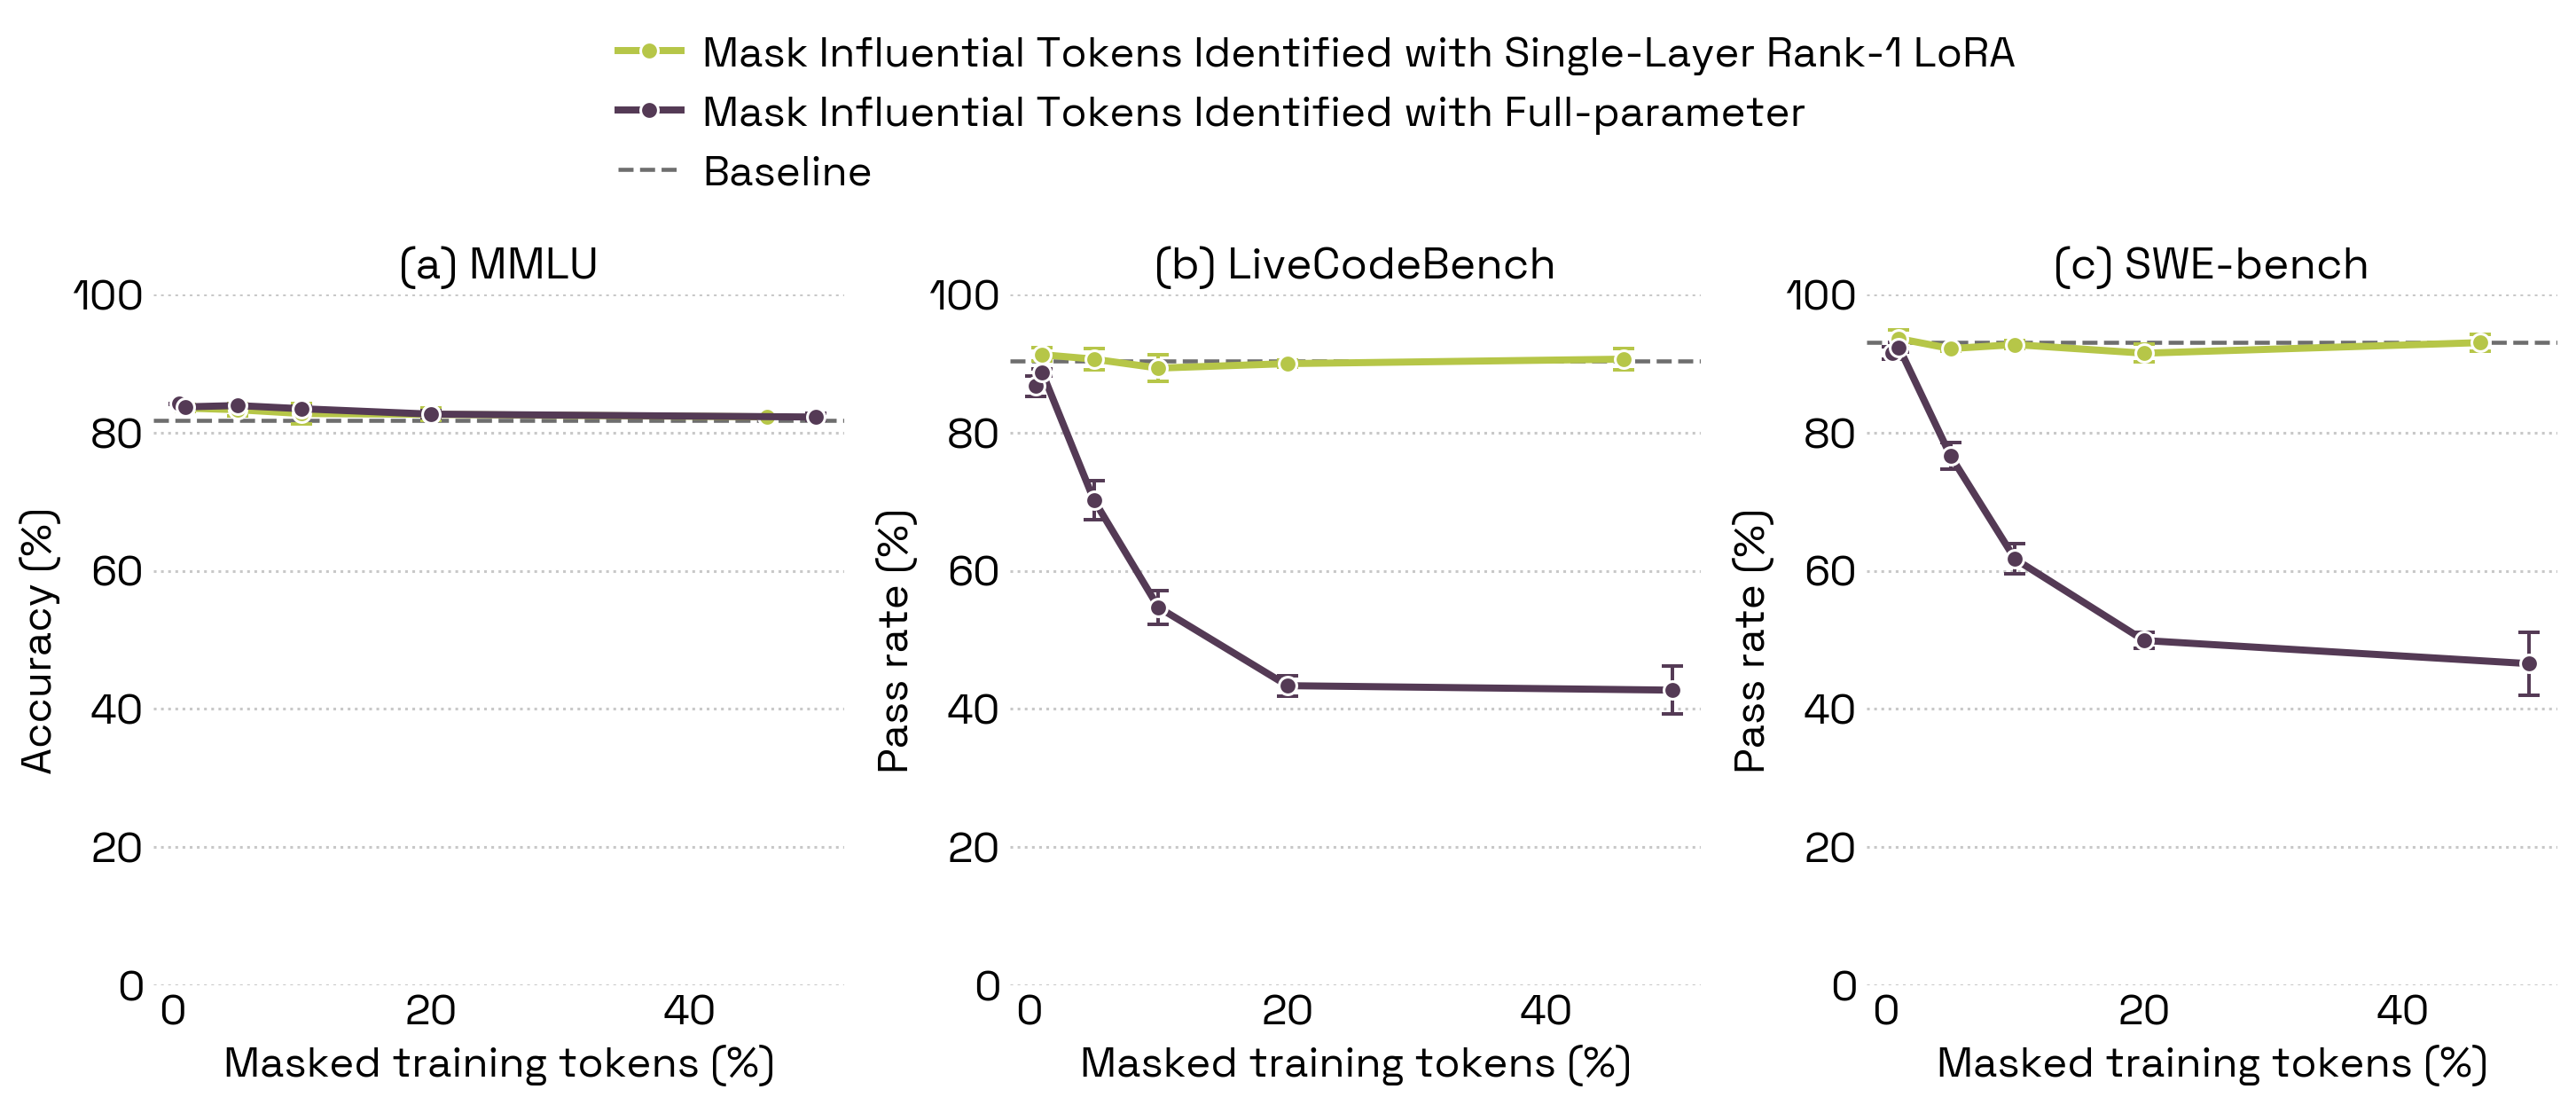 Mask Influential Tokens Identified with Single-Layer Rank-1 LoRA
Mask Influential Tokens Identified with Full-parameter
Baseline
(a) MMLU
100
80
60
40
20
0
Accuracy (%)
0 20 40
Masked training tokens (%)
(b) LiveCodeBench
100
80
60
40
20
0
Pass rate (%)
0 20 40
Masked training tokens (%)
(c) SWE-bench
100
80
60
40
20
0
Pass rate (%)
0 20 40
Masked training tokens (%)